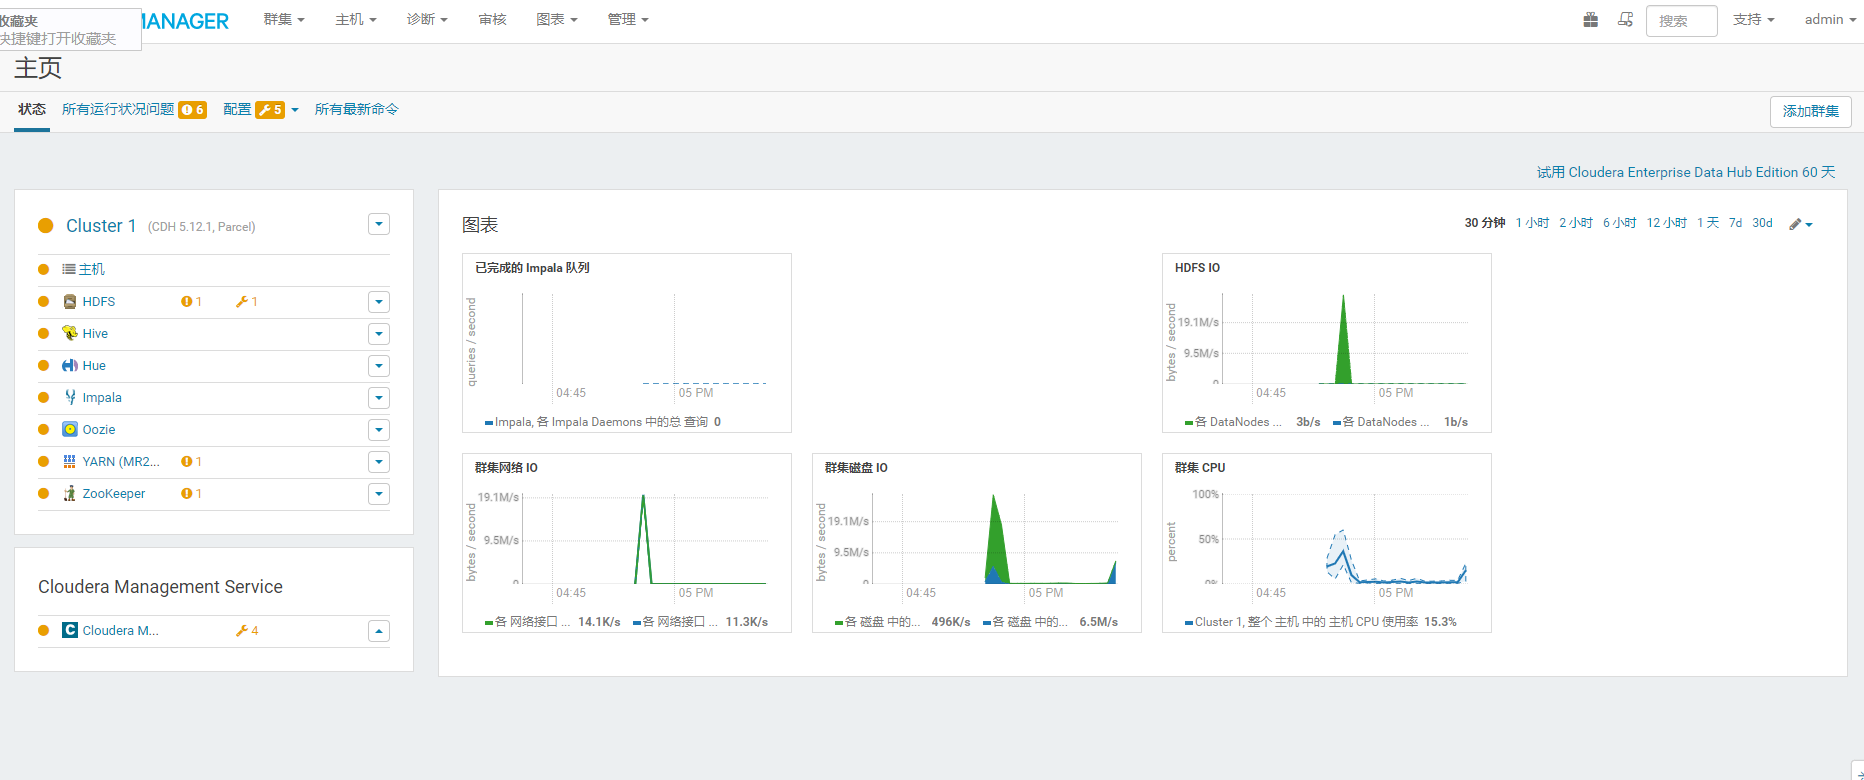 收藏夹
快捷键打开收藏夹
MANAGER
群集
主机
诊断
审核
图表
管理
搜索
支持
admin
主页
状态
所有运行状况问题 6
配置 5
所有最新命令
添加群集
试用 Cloudera Enterprise Data Hub Edition 60 天
Cluster 1 (CDH 5.12.1, Parcel)
主机
HDFS 1 1
Hive
Hue
Impala
Oozie
YARN (MR2... 1
ZooKeeper 1
Cloudera Management Service
Cloudera M... 4
图表
30 分钟 1 小时 2 小时 6 小时 12 小时 1 天 7d 30d
已完成的 Impala 队列
queries / second
04:45 05 PM
Impala, 各 Impala Daemons 中的总 查询 0
HDFS IO
bytes / second
19.1M/s
9.5M/s
0
04:45 05 PM
各 DataNodes ... 3b/s 各 DataNodes ... 1b/s
群集网络 IO
bytes / second
19.1M/s
9.5M/s
0
04:45 05 PM
各 网络接口 ... 14.1K/s 各 网络接口 ... 11.3K/s
群集磁盘 IO
bytes / second
19.1M/s
9.5M/s
0
04:45 05 PM
各 磁盘 中的... 496K/s 各 磁盘 中的... 6.5M/s
群集 CPU
percent
100%
50%
0%
04:45 05 PM
Cluster 1, 整个 主机 中的 主机 CPU 使用率 15.3%